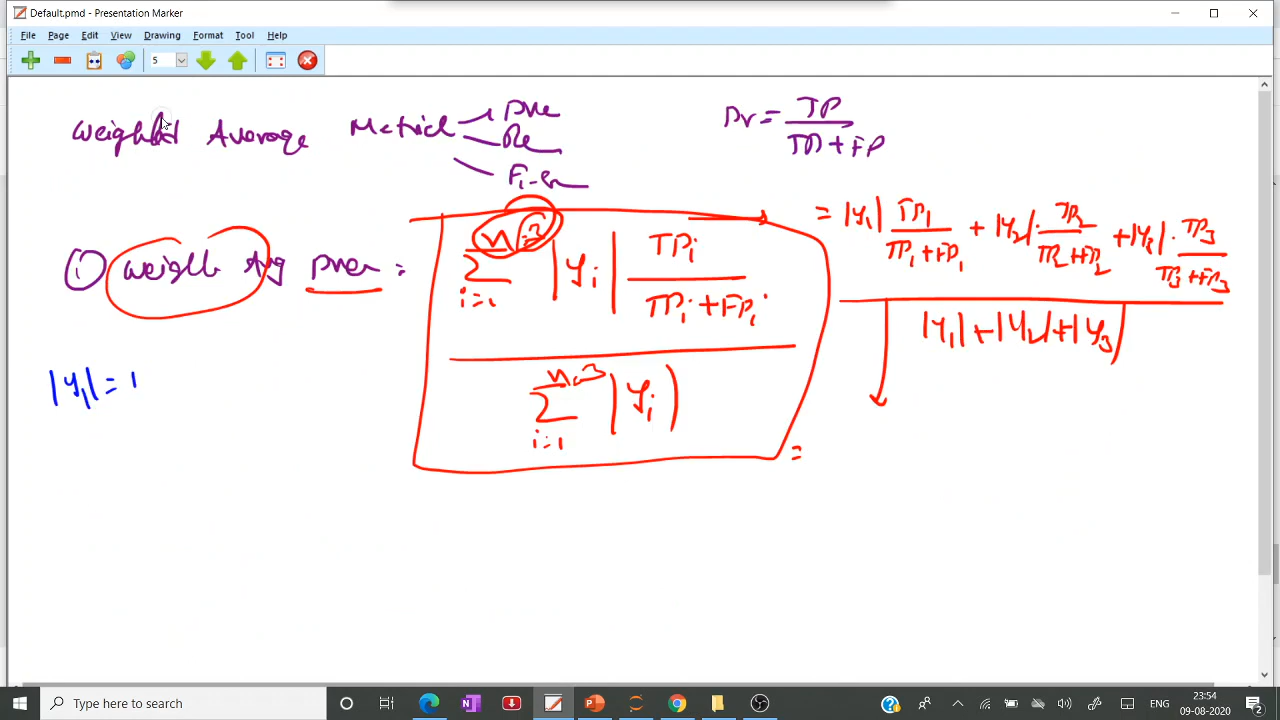 Default.pmd - Presentation Marker
File Page Edit View Drawing Format Tool Help
5
Weight Average Metric
Pre
Re
F1-Sc
Pr = TP / TP + FP
① Weight Avg prec =
n=3 ∑ i=1 |yi| TPi / TPi + FPi
n=3 ∑ i=1 |yi|
=
= |y1| TP1 / TP1 + FP1 + |y2| . TP2 / TP2 + FP2 + |y3| . TP3 / TP3 + FP3
|y1| + |y2| + |y3|
|y1| = 1
Type here to search
ENG
23:54
09-08-2020
2